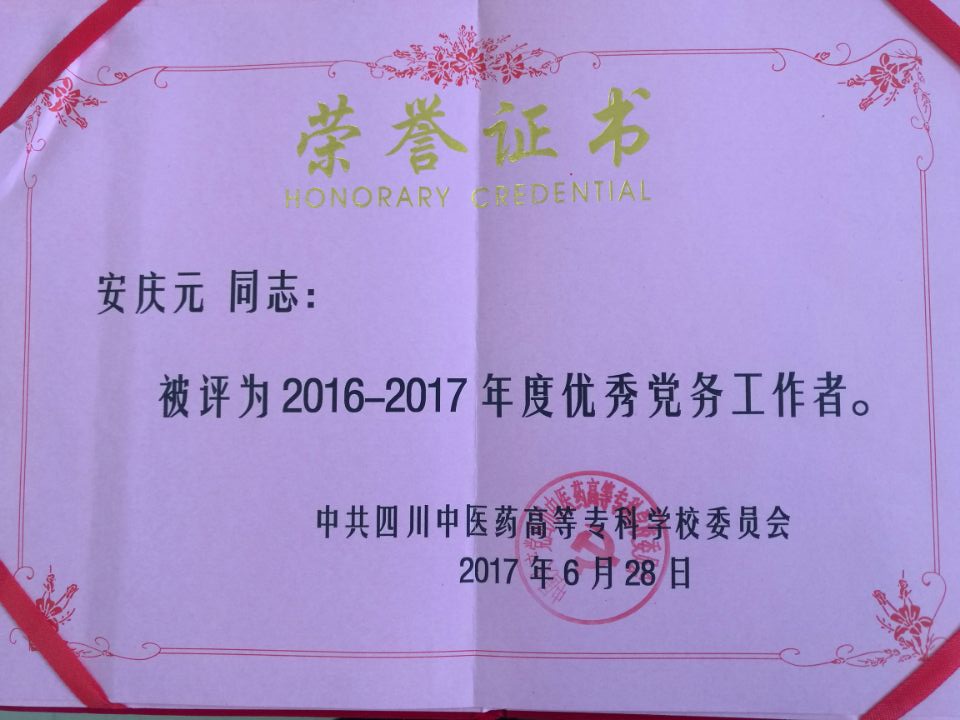 荣誉证书
HONORARY CREDENTIAL
安庆元 同志：
被评为2016-2017年度优秀党务工作者。
中共四川中医药高等专科学校委员会
2017年6月28日